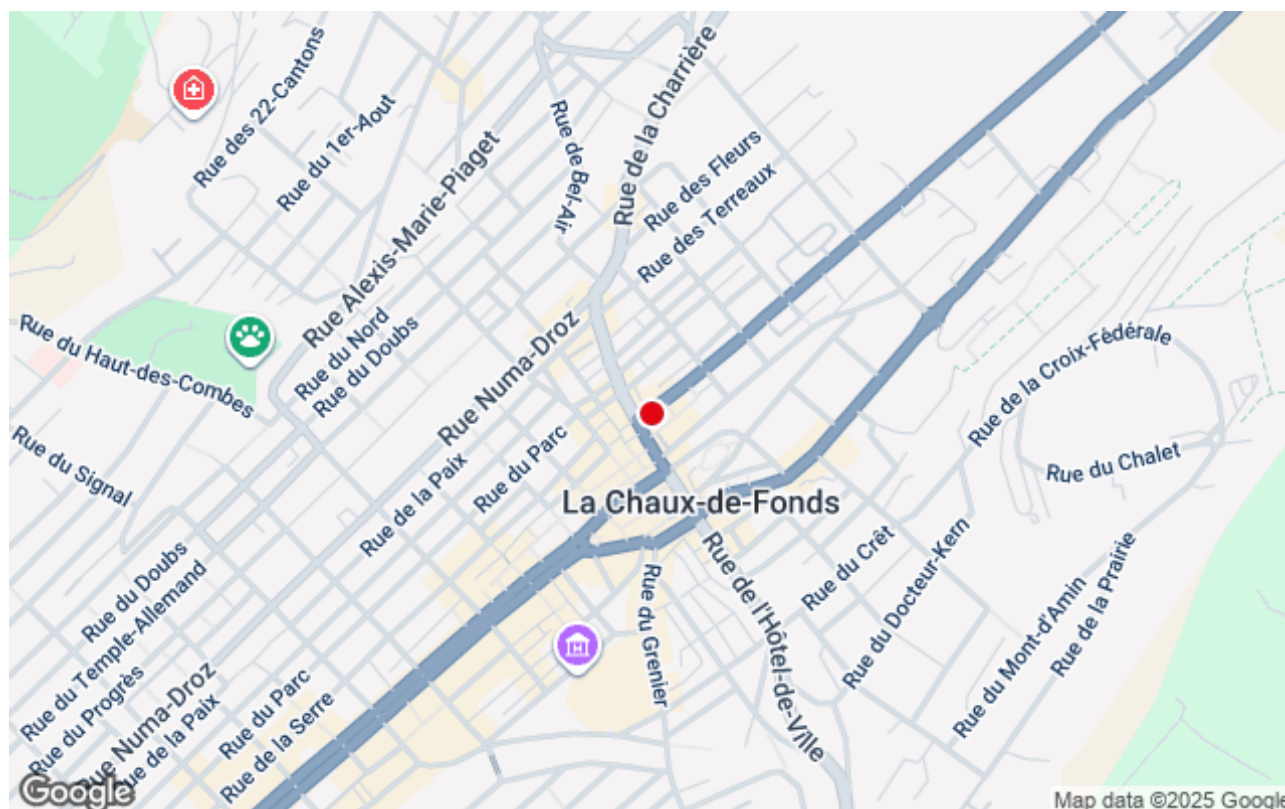 Rue des 22-Cantons
Rue du 1er-Aout
Rue Alexis-Marie-Piaget
Rue de Bel-Air
Rue de la Charrière
Rue des Fleurs
Rue des Terreaux
Rue du Haut-des-Combes
Rue du Nord
Rue du Doubs
Rue Numa-Droz
Rue du Signal
Rue de la Paix
Rue du Parc
Rue de la Croix-Fédérale
Rue du Chalet
La Chaux-de-Fonds
Rue du Doubs
Rue du Temple-Allemand
Rue du Progrès
Rue Numa-Droz
Rue de la Paix
Rue du Parc
Rue de la Serre
Rue du Grenier
Rue de l'Hôtel-de-Ville
Rue du Crêt
Rue du Docteur-Kern
Rue du Mont-d'Amin
Rue de la Prairie
H
Google
Map data ©2025 Google